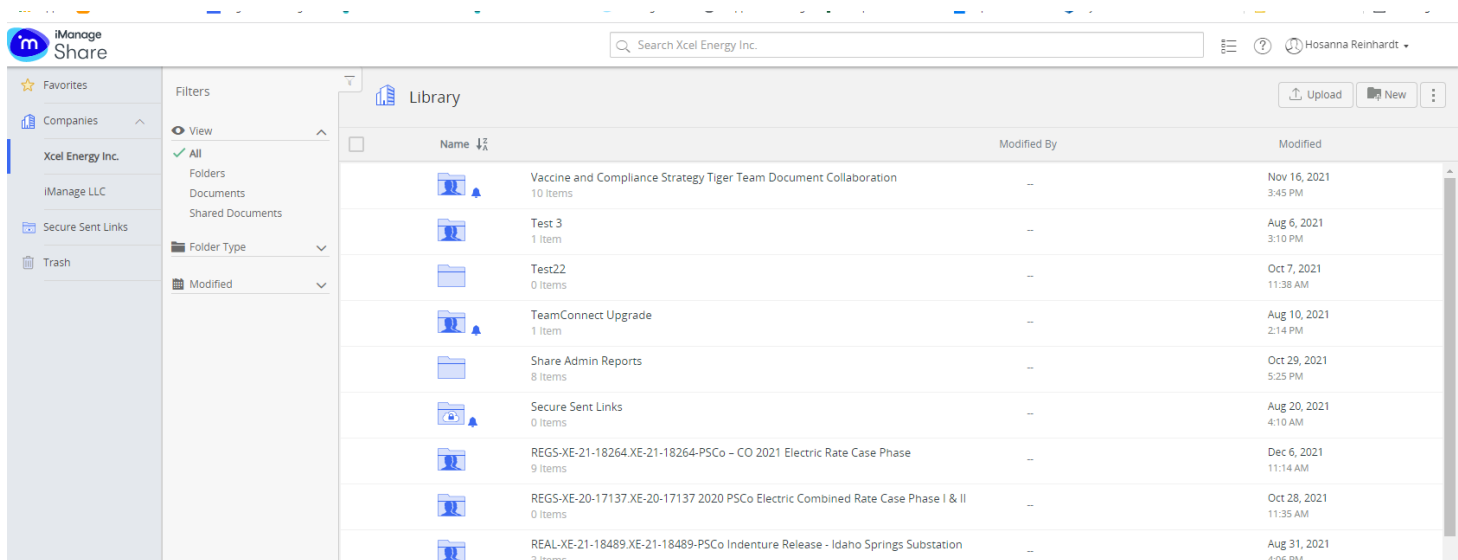 iManage
Share
Search Xcel Energy Inc.
Hosanna Reinhardt
Favorites
Companies
Xcel Energy Inc.
iManage LLC
Secure Sent Links
Trash
Filters
View
All
Folders
Documents
Shared Documents
Folder Type
Modified
Library
Upload
New
Name
Modified By
Modified
Vaccine and Compliance Strategy Tiger Team Document Collaboration
10 Items
--
Nov 16, 2021
3:45 PM
Test 3
1 Item
--
Aug 6, 2021
3:10 PM
Test22
0 Items
--
Oct 7, 2021
11:38 AM
TeamConnect Upgrade
1 Item
--
Aug 10, 2021
2:14 PM
Share Admin Reports
8 Items
--
Oct 29, 2021
5:25 PM
Secure Sent Links
0 Items
--
Aug 20, 2021
4:10 AM
REGS-XE-21-18264.XE-21-18264-PSCo – CO 2021 Electric Rate Case Phase
9 Items
--
Dec 6, 2021
11:14 AM
REGS-XE-20-17137.XE-20-17137 2020 PSCo Electric Combined Rate Case Phase I & II
0 Items
--
Oct 28, 2021
11:35 AM
REAL-XE-21-18489.XE-21-18489-PSCo Indenture Release - Idaho Springs Substation
--
Aug 31, 2021